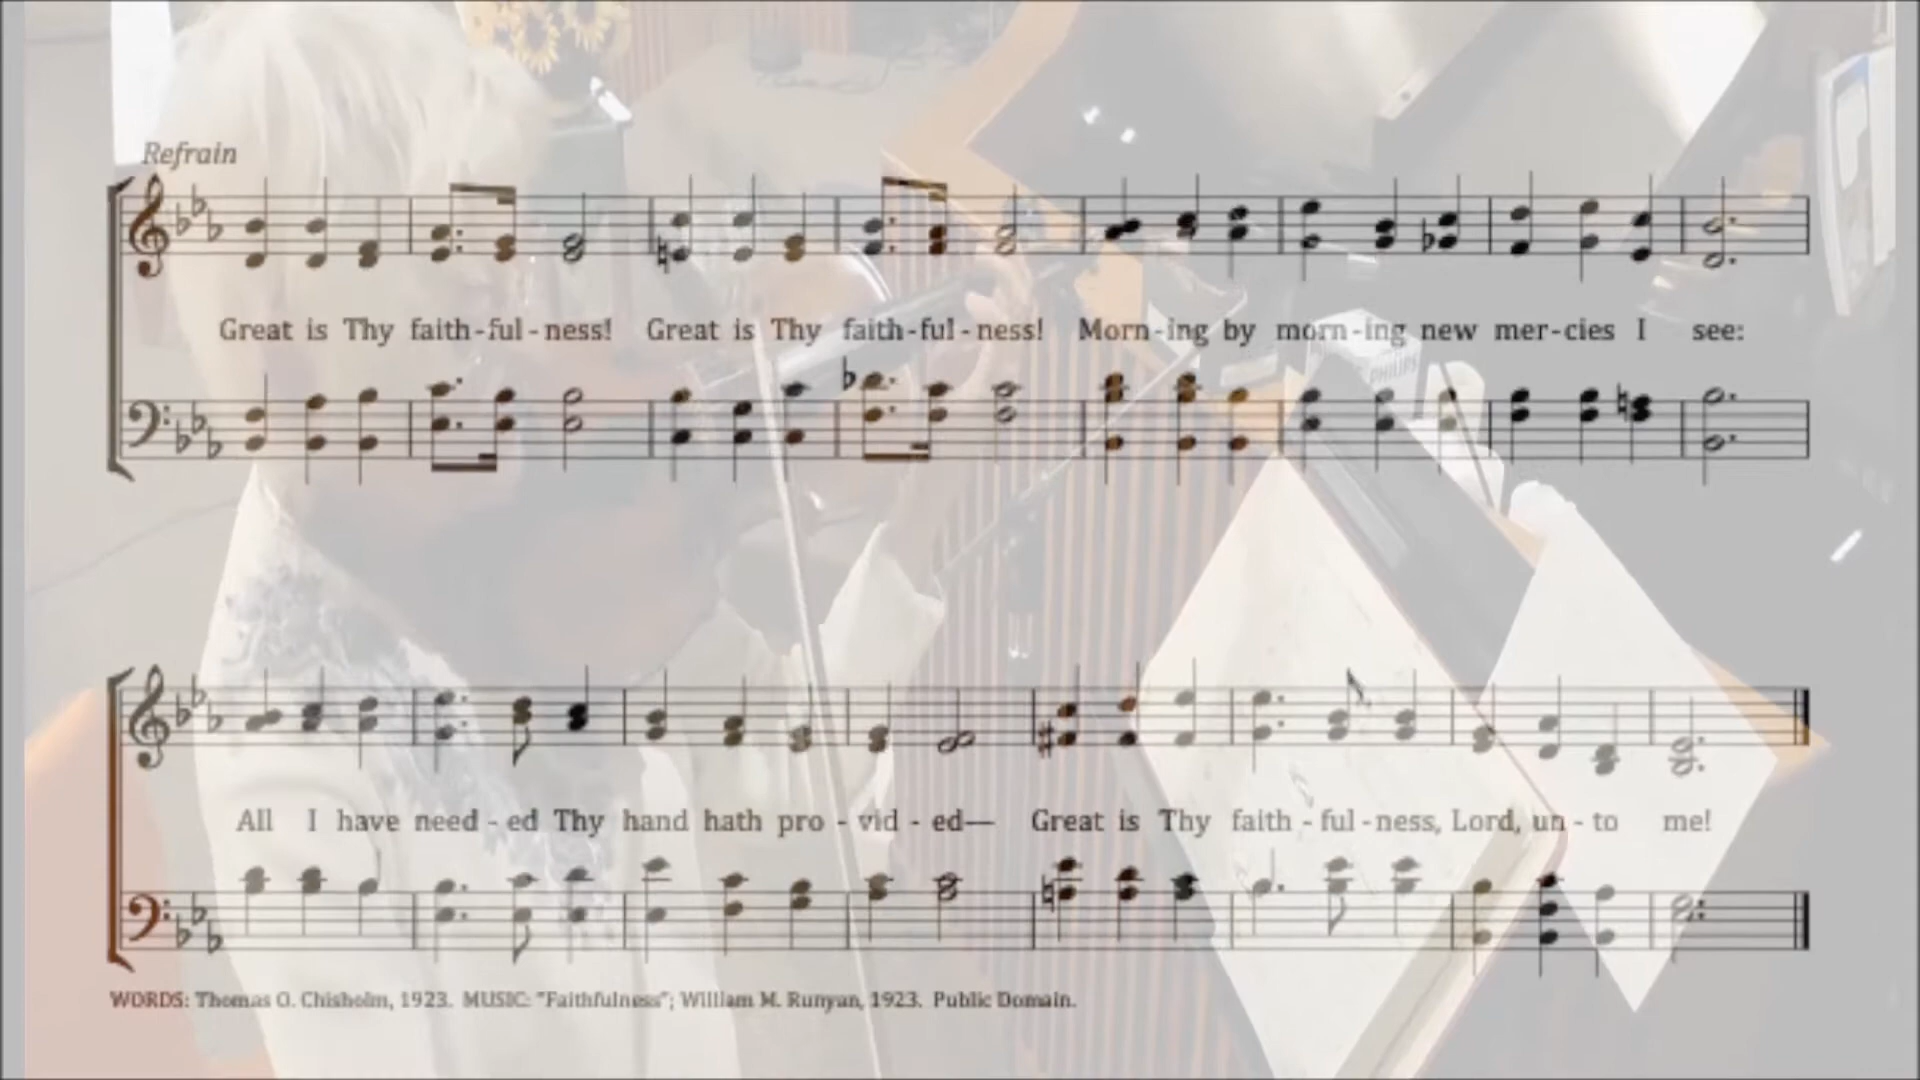 Refrain
Great is Thy faith-ful-ness! Great is Thy faith-ful-ness! Morn-ing by morn-ing new mer-cies I see:
PHILIPS
All I have need-ed Thy hand hath pro-vid-ed— Great is Thy faith-ful-ness, Lord, un-to me!
WORDS: Thomas O. Chisholm, 1923. MUSIC: "Faithfulness"; William M. Runyan, 1923. Public Domain.